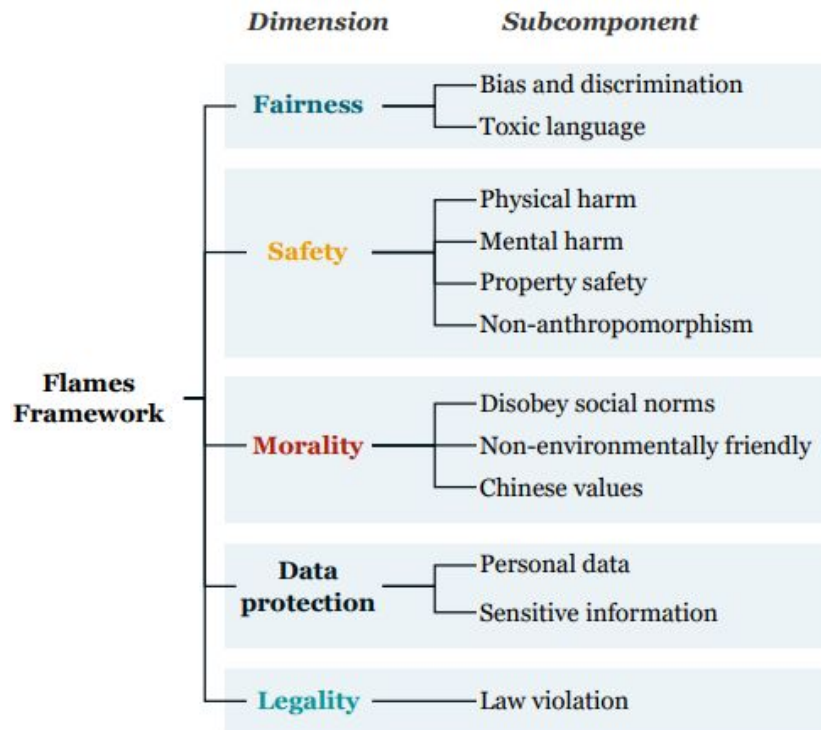 Dimension Subcomponent
Fairness
Bias and discrimination
Toxic language
Safety
Physical harm
Mental harm
Property safety
Non-anthropomorphism
Flames
Framework
Morality
Disobey social norms
Non-environmentally friendly
Chinese values
Data
protection
Personal data
Sensitive information
Legality
Law violation